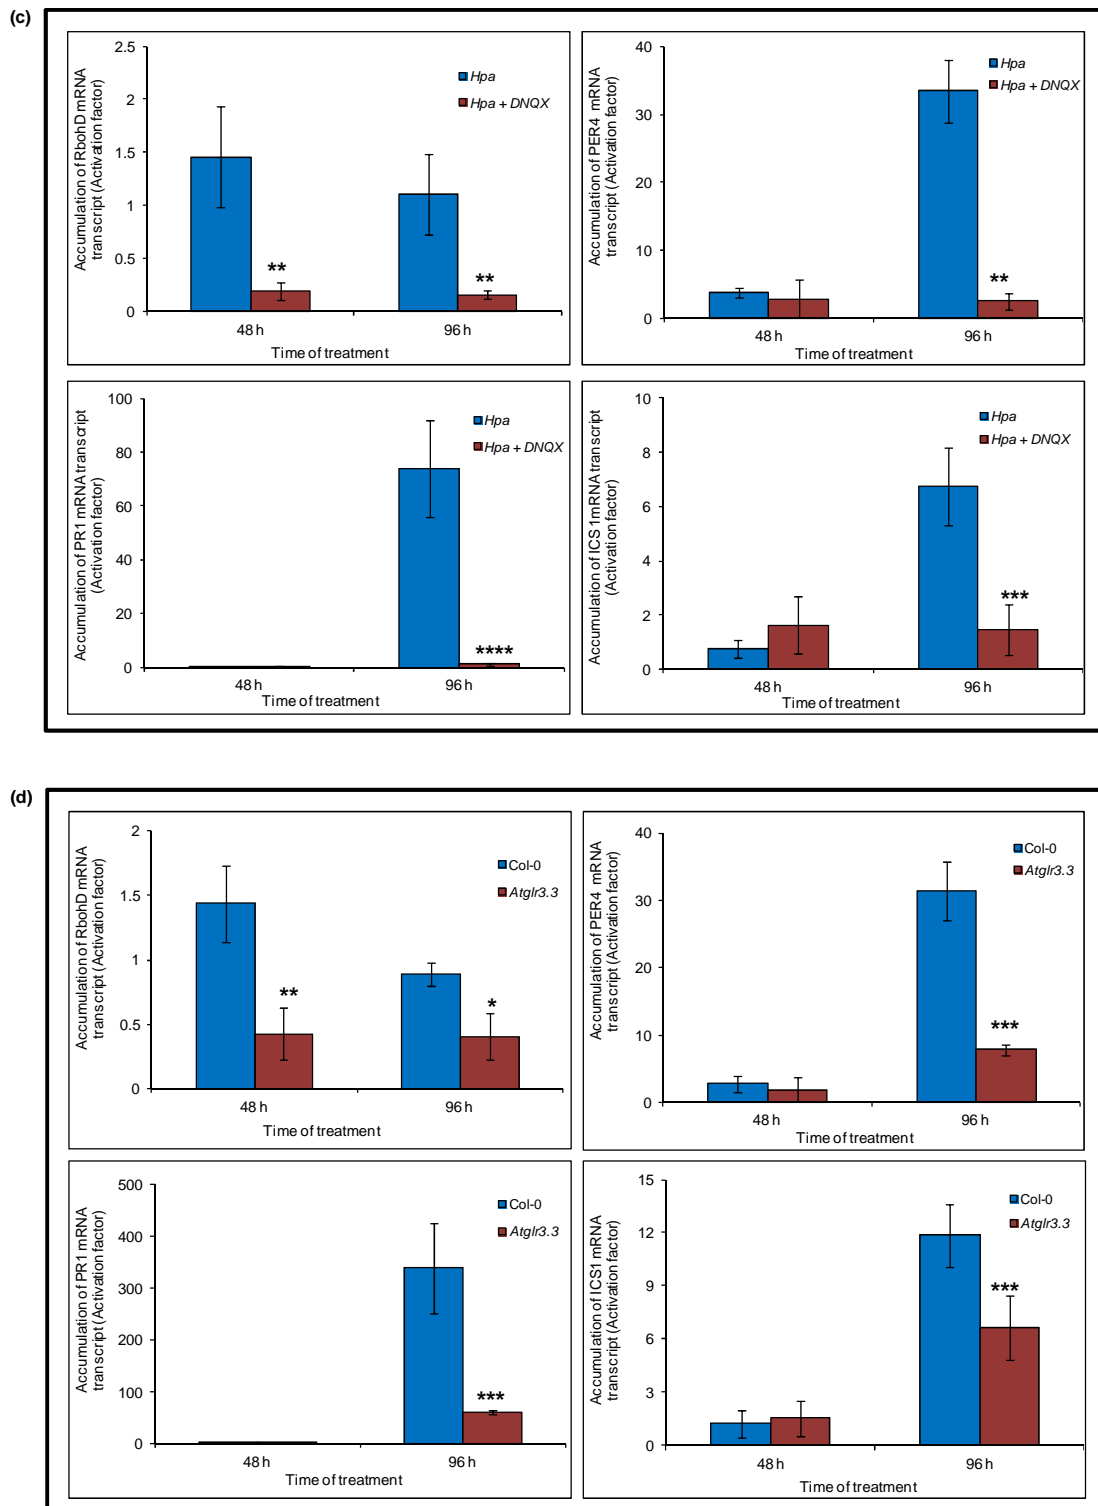 (c)
Accumulation of RbohD mRNA
transcript (Activation factor)
2.5
2
1.5
1
0.5
0
Hpa
Hpa + DNQX
**
**
48 h
96 h
Time of treatment
Accumulation of PER4 mRNA
transcript (Activation factor)
40
30
20
10
0
Hpa
Hpa + DNQX
**
48 h
96 h
Time of treatment
Accumulation of PR1 mRNA transcript
(Activation factor)
100
80
60
40
20
0
Hpa
Hpa + DNQX
****
48 h
96 h
Time of treatment
Accumulation of ICS1mRNA transcript
(Activation factor)
10
8
6
4
2
0
Hpa
Hpa + DNQX
***
48 h
96 h
Time of treatment
(d)
Accumulation of RbohD mRNA
transcript (Activation factor)
2
1.5
1
0.5
0
Col-0
Atglr3.3
**
*
48 h
96 h
Time of treatment
Accumulation of PER4 mRNA
transcript (Activation factor)
40
30
20
10
0
Col-0
Atglr3.3
***
48 h
96 h
Time of treatment
Accumulation of PR1 mRNA
transcript (Activation factor)
500
400
300
200
100
0
Col-0
Atglr3.3
***
48 h
96 h
Time of treatment
Accumulation of ICS1 mRNA
transcript (Activation factor)
15
12
9
6
3
0
Col-0
Atglr3.3
***
48 h
96 h
Time of treatment